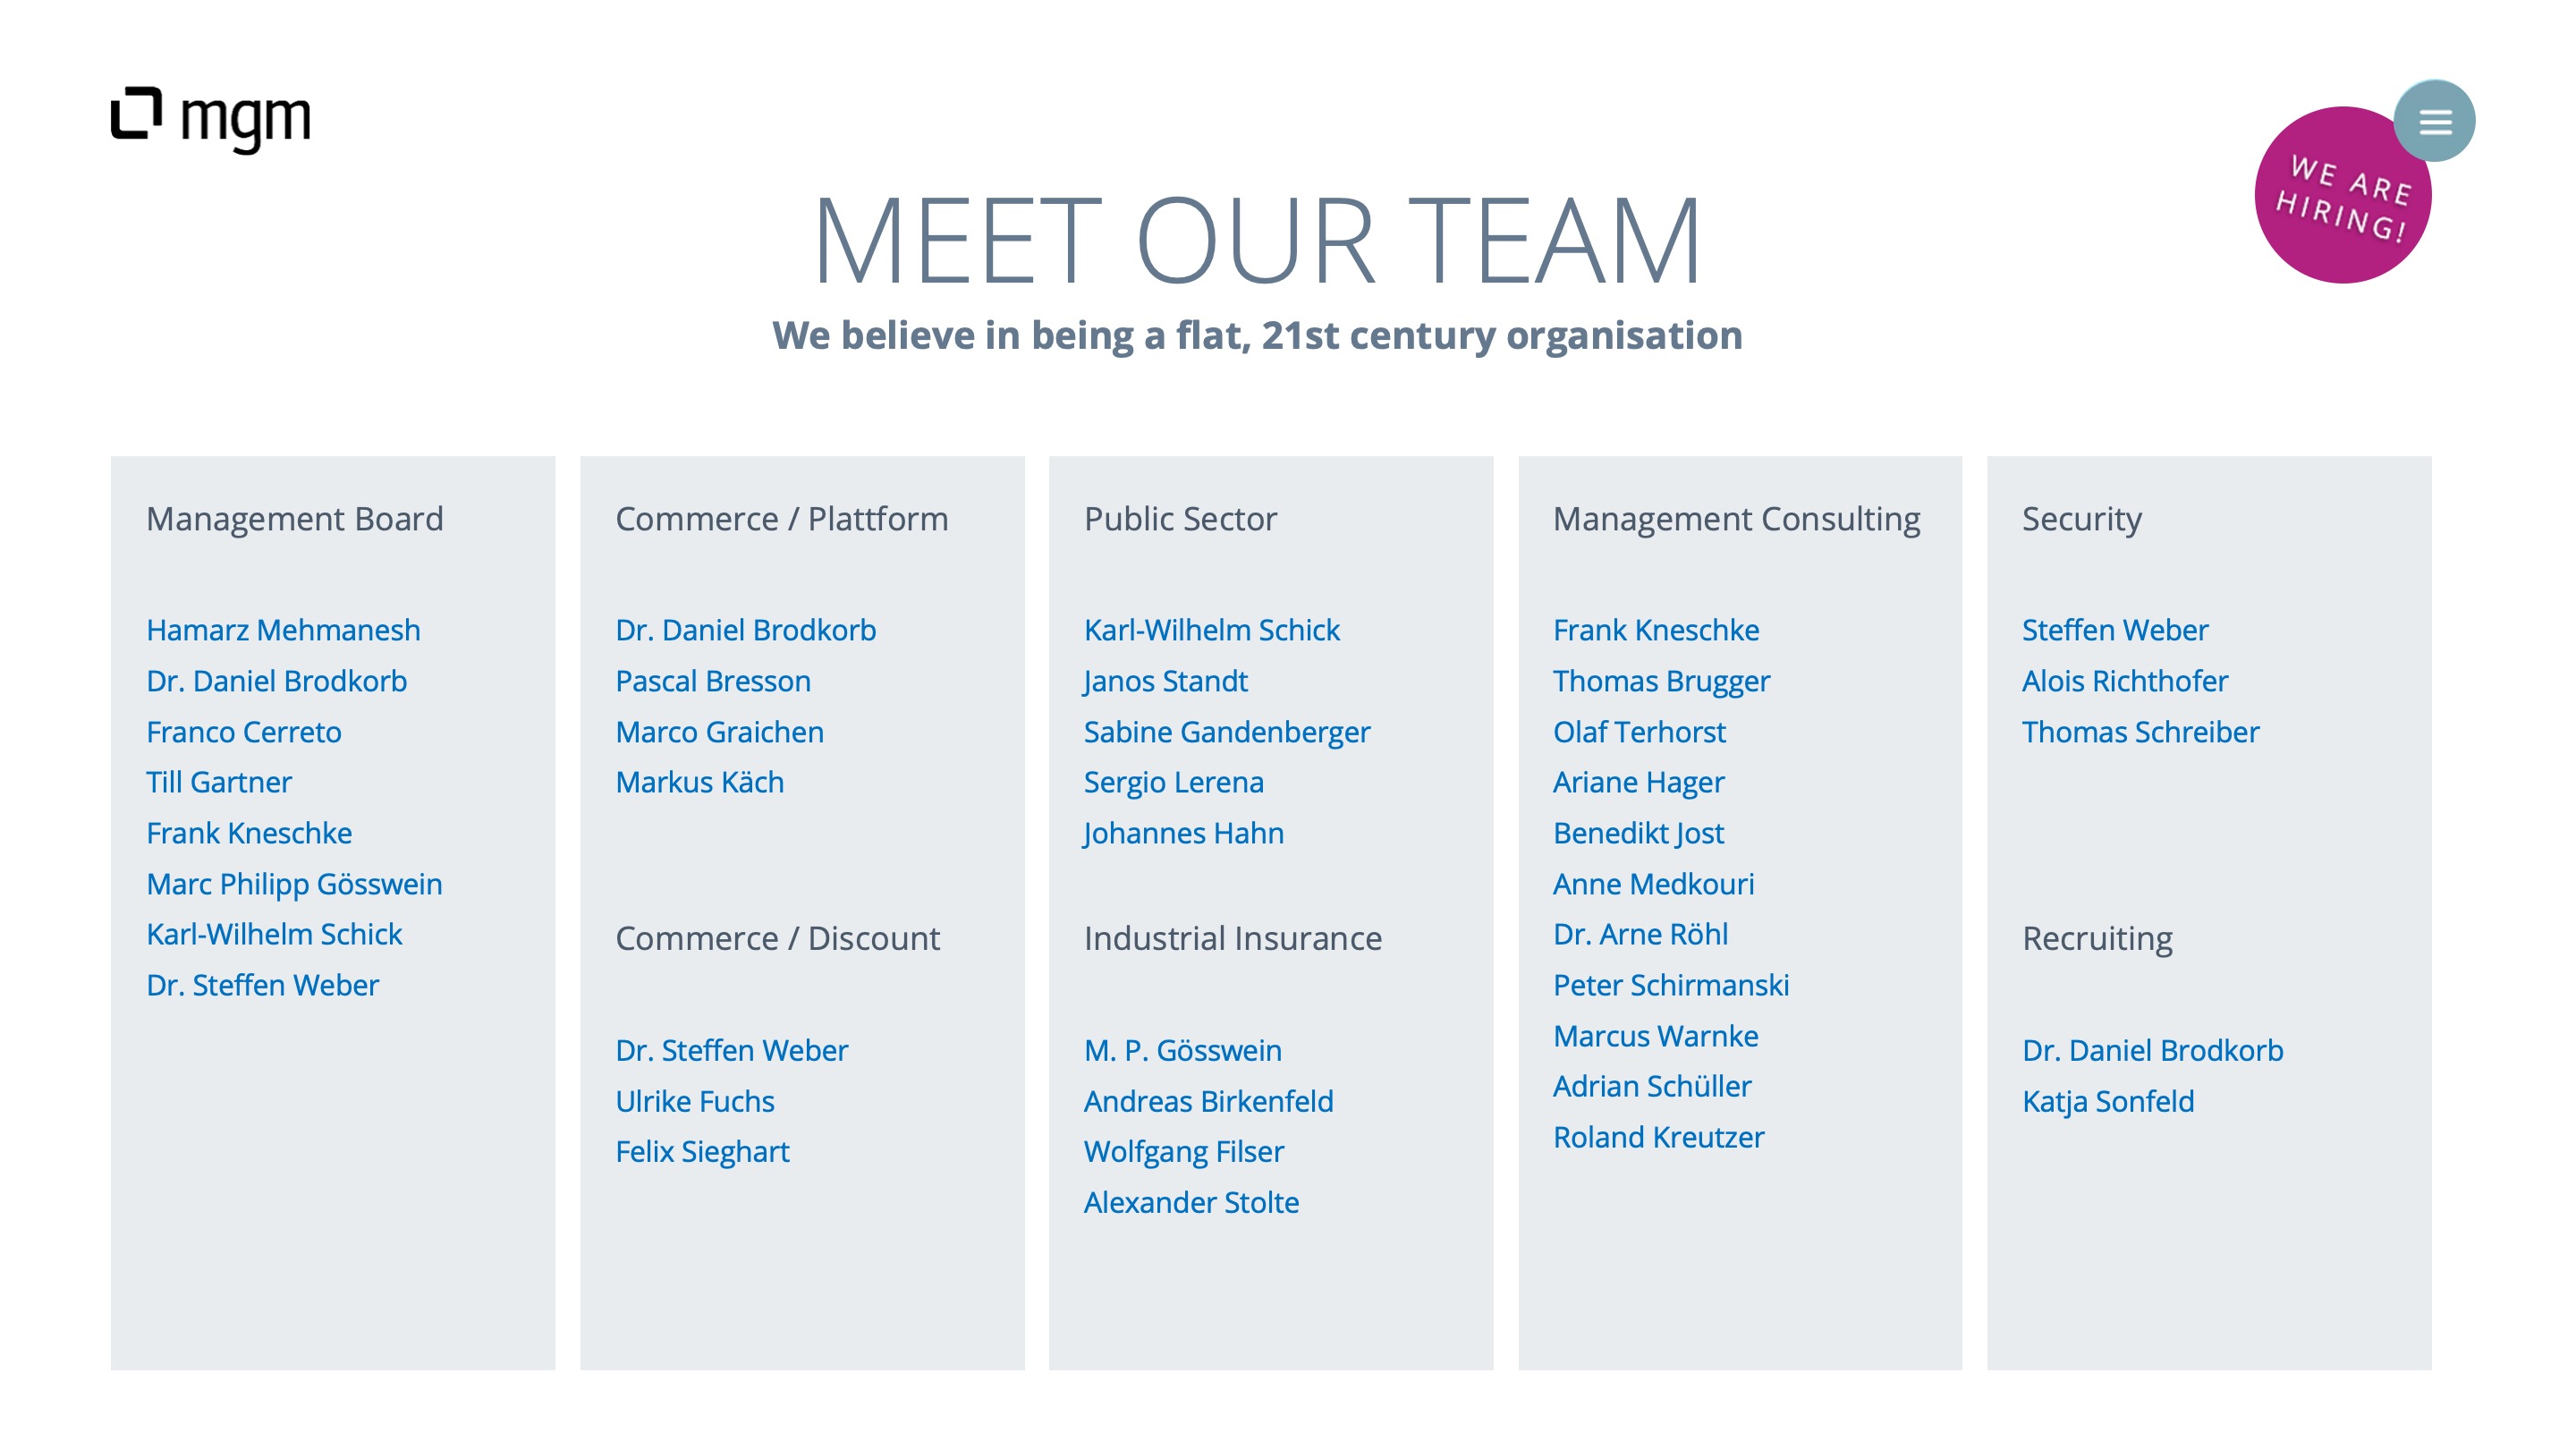 mgm
WE ARE
HIRING!
MEET OUR TEAM
We believe in being a flat, 21st century organisation
Management Board
Hamarz Mehmanesh
Dr. Daniel Brodkorb
Franco Cerreto
Till Gartner
Frank Kneschke
Marc Philipp Gösswein
Karl-Wilhelm Schick
Dr. Steffen Weber
Commerce / Plattform
Dr. Daniel Brodkorb
Pascal Bresson
Marco Graichen
Markus Käch
Commerce / Discount
Dr. Steffen Weber
Ulrike Fuchs
Felix Sieghart
Public Sector
Karl-Wilhelm Schick
Janos Standt
Sabine Gandenberger
Sergio Lerena
Johannes Hahn
Industrial Insurance
M. P. Gösswein
Andreas Birkenfeld
Wolfgang Filser
Alexander Stolte
Management Consulting
Frank Kneschke
Thomas Brugger
Olaf Terhorst
Ariane Hager
Benedikt Jost
Anne Medkouri
Dr. Arne Röhl
Peter Schirmanski
Marcus Warnke
Adrian Schüller
Roland Kreutzer
Security
Steffen Weber
Alois Richthofer
Thomas Schreiber
Recruiting
Dr. Daniel Brodkorb
Katja Sonfeld